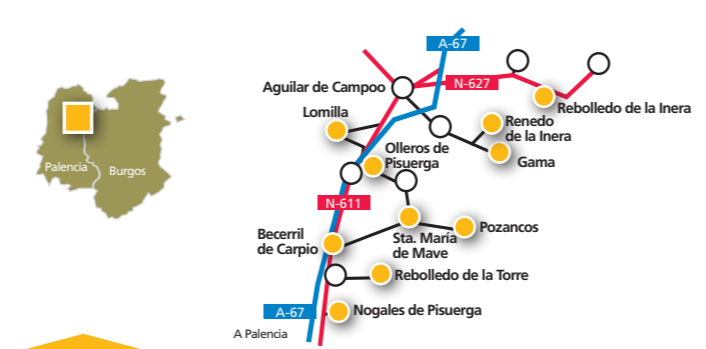 A-67
Aguilar de Campoo
N-627
Rebolledo de la Inera
Lomilla
Renedo
de la Inera
Olleros de
Pisuerga
Gama
Palencia
Burgos
N-611
Becerril
de Carpio
Sta. María
de Mave
Pozancos
Rebolledo de la Torre
A-67
Nogales de Pisuerga
A Palencia